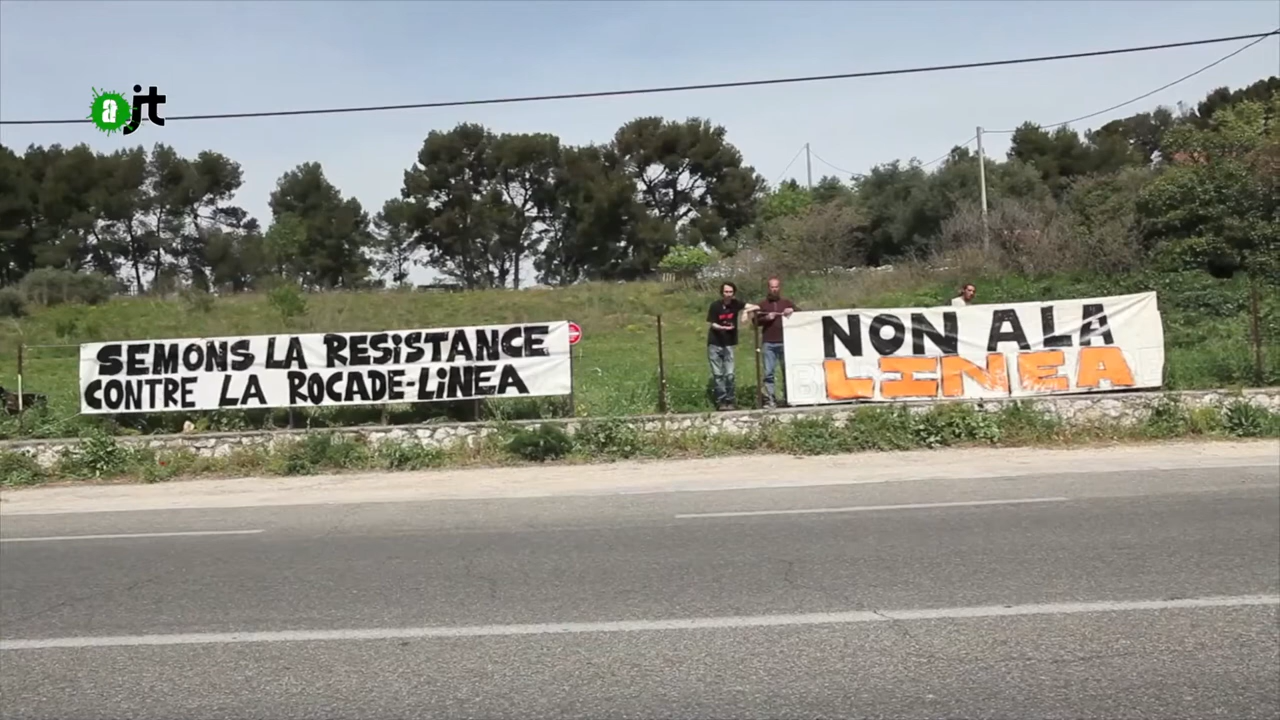 ajt
SEMONS LA RESISTANCE
CONTRE LA ROCADE-LiNEA
NON A LA
LINEA